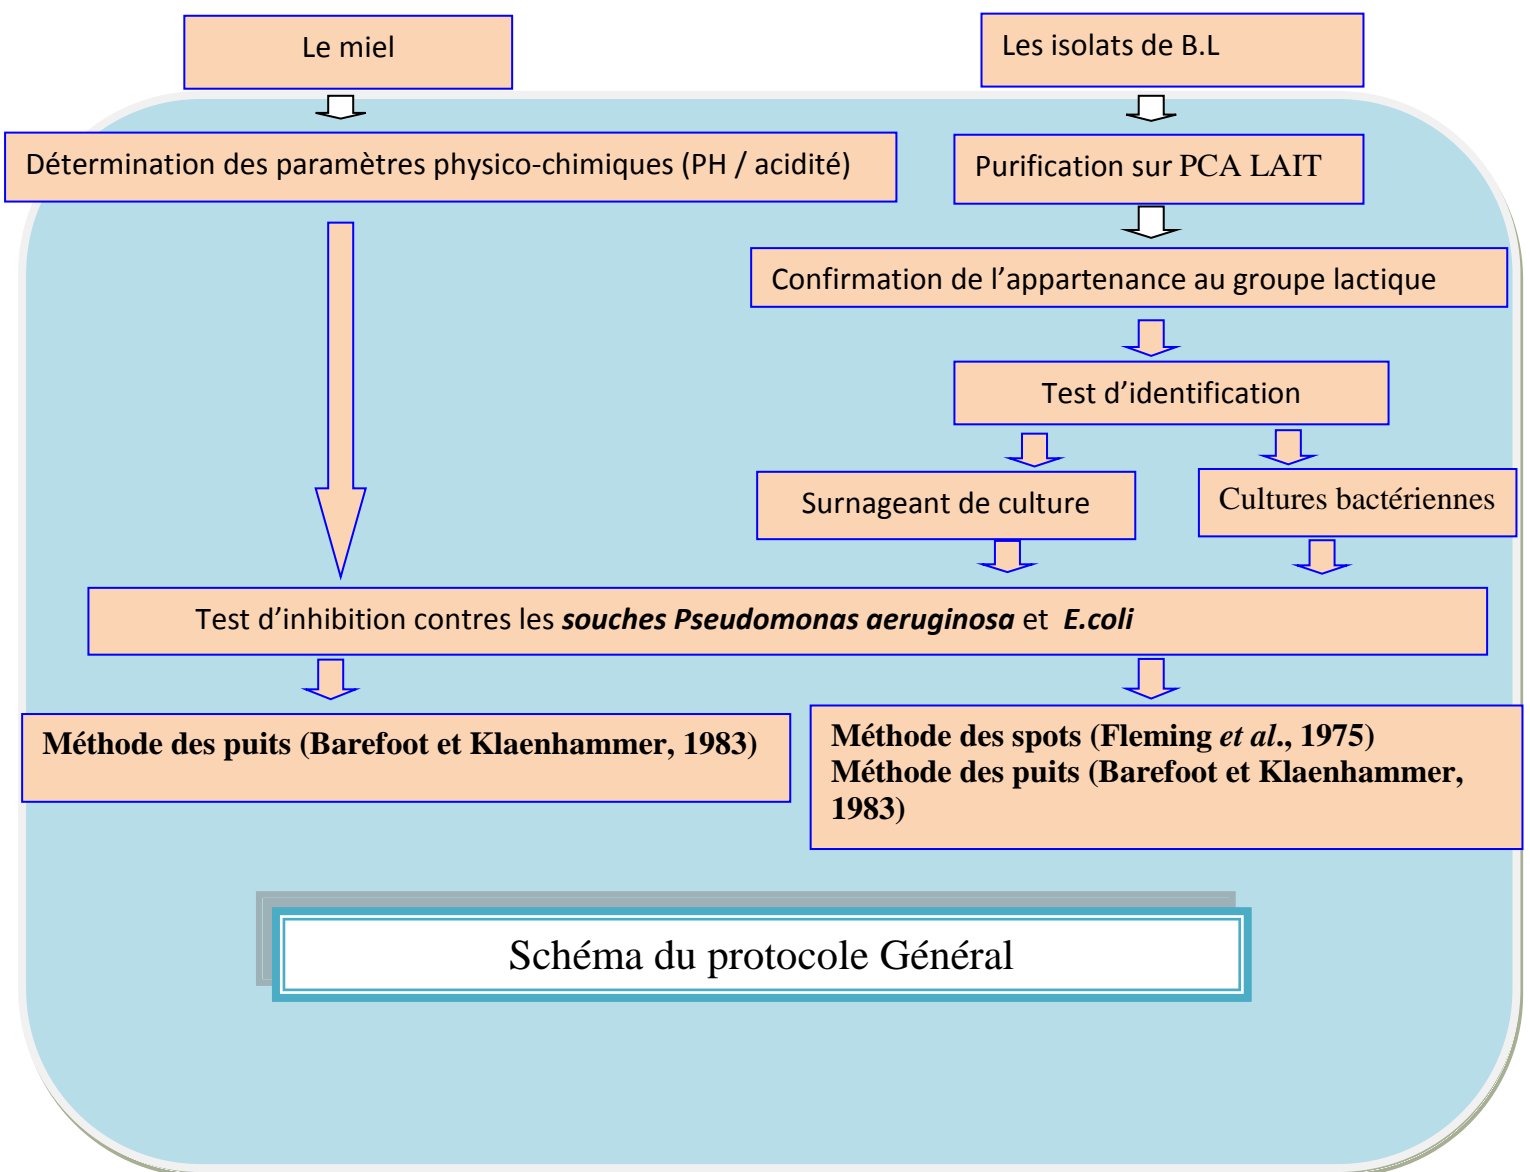 Le miel
Les isolats de B.L
Détermination des paramètres physico-chimiques (PH / acidité)
Purification sur PCA LAIT
Confirmation de l’appartenance au groupe lactique
Test d’identification
Surnageant de culture
Cultures bactériennes
Test d’inhibition contres les souches Pseudomonas aeruginosa et E.coli
Méthode des puits (Barefoot et Klaenhammer, 1983)
Méthode des spots (Fleming et al., 1975)
Méthode des puits (Barefoot et Klaenhammer,
1983)
Schéma du protocole Général